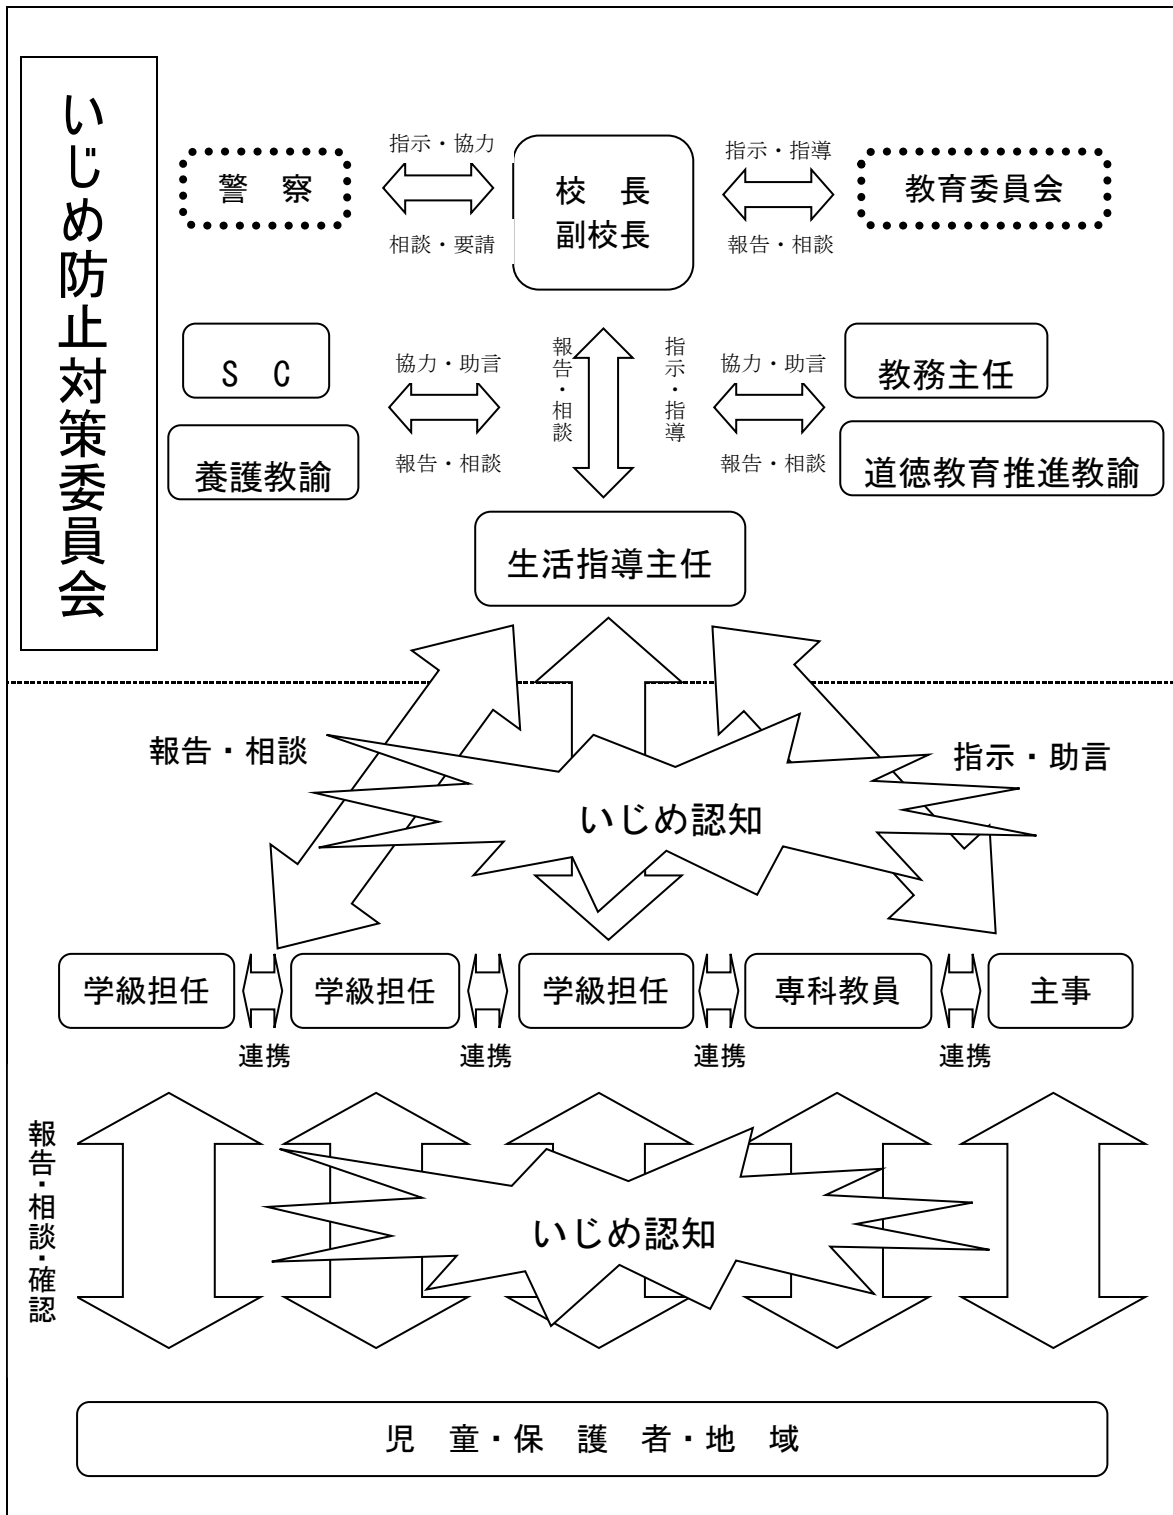 いじめ防止対策委員会
警　察
指示・協力
相談・要請
校　長
副校長
指示・指導
報告・相談
教育委員会
Ｓ　Ｃ
養護教諭
協力・助言
報告・相談
報告・相談
指示・指導
協力・助言
報告・相談
教務主任
道徳教育推進教諭
生活指導主任
報告・相談
指示・助言
いじめ認知
学級担任
学級担任
学級担任
専科教員
主事
連携
連携
連携
連携
報告・相談・確認
いじめ認知
児　童・保　護　者・地　域